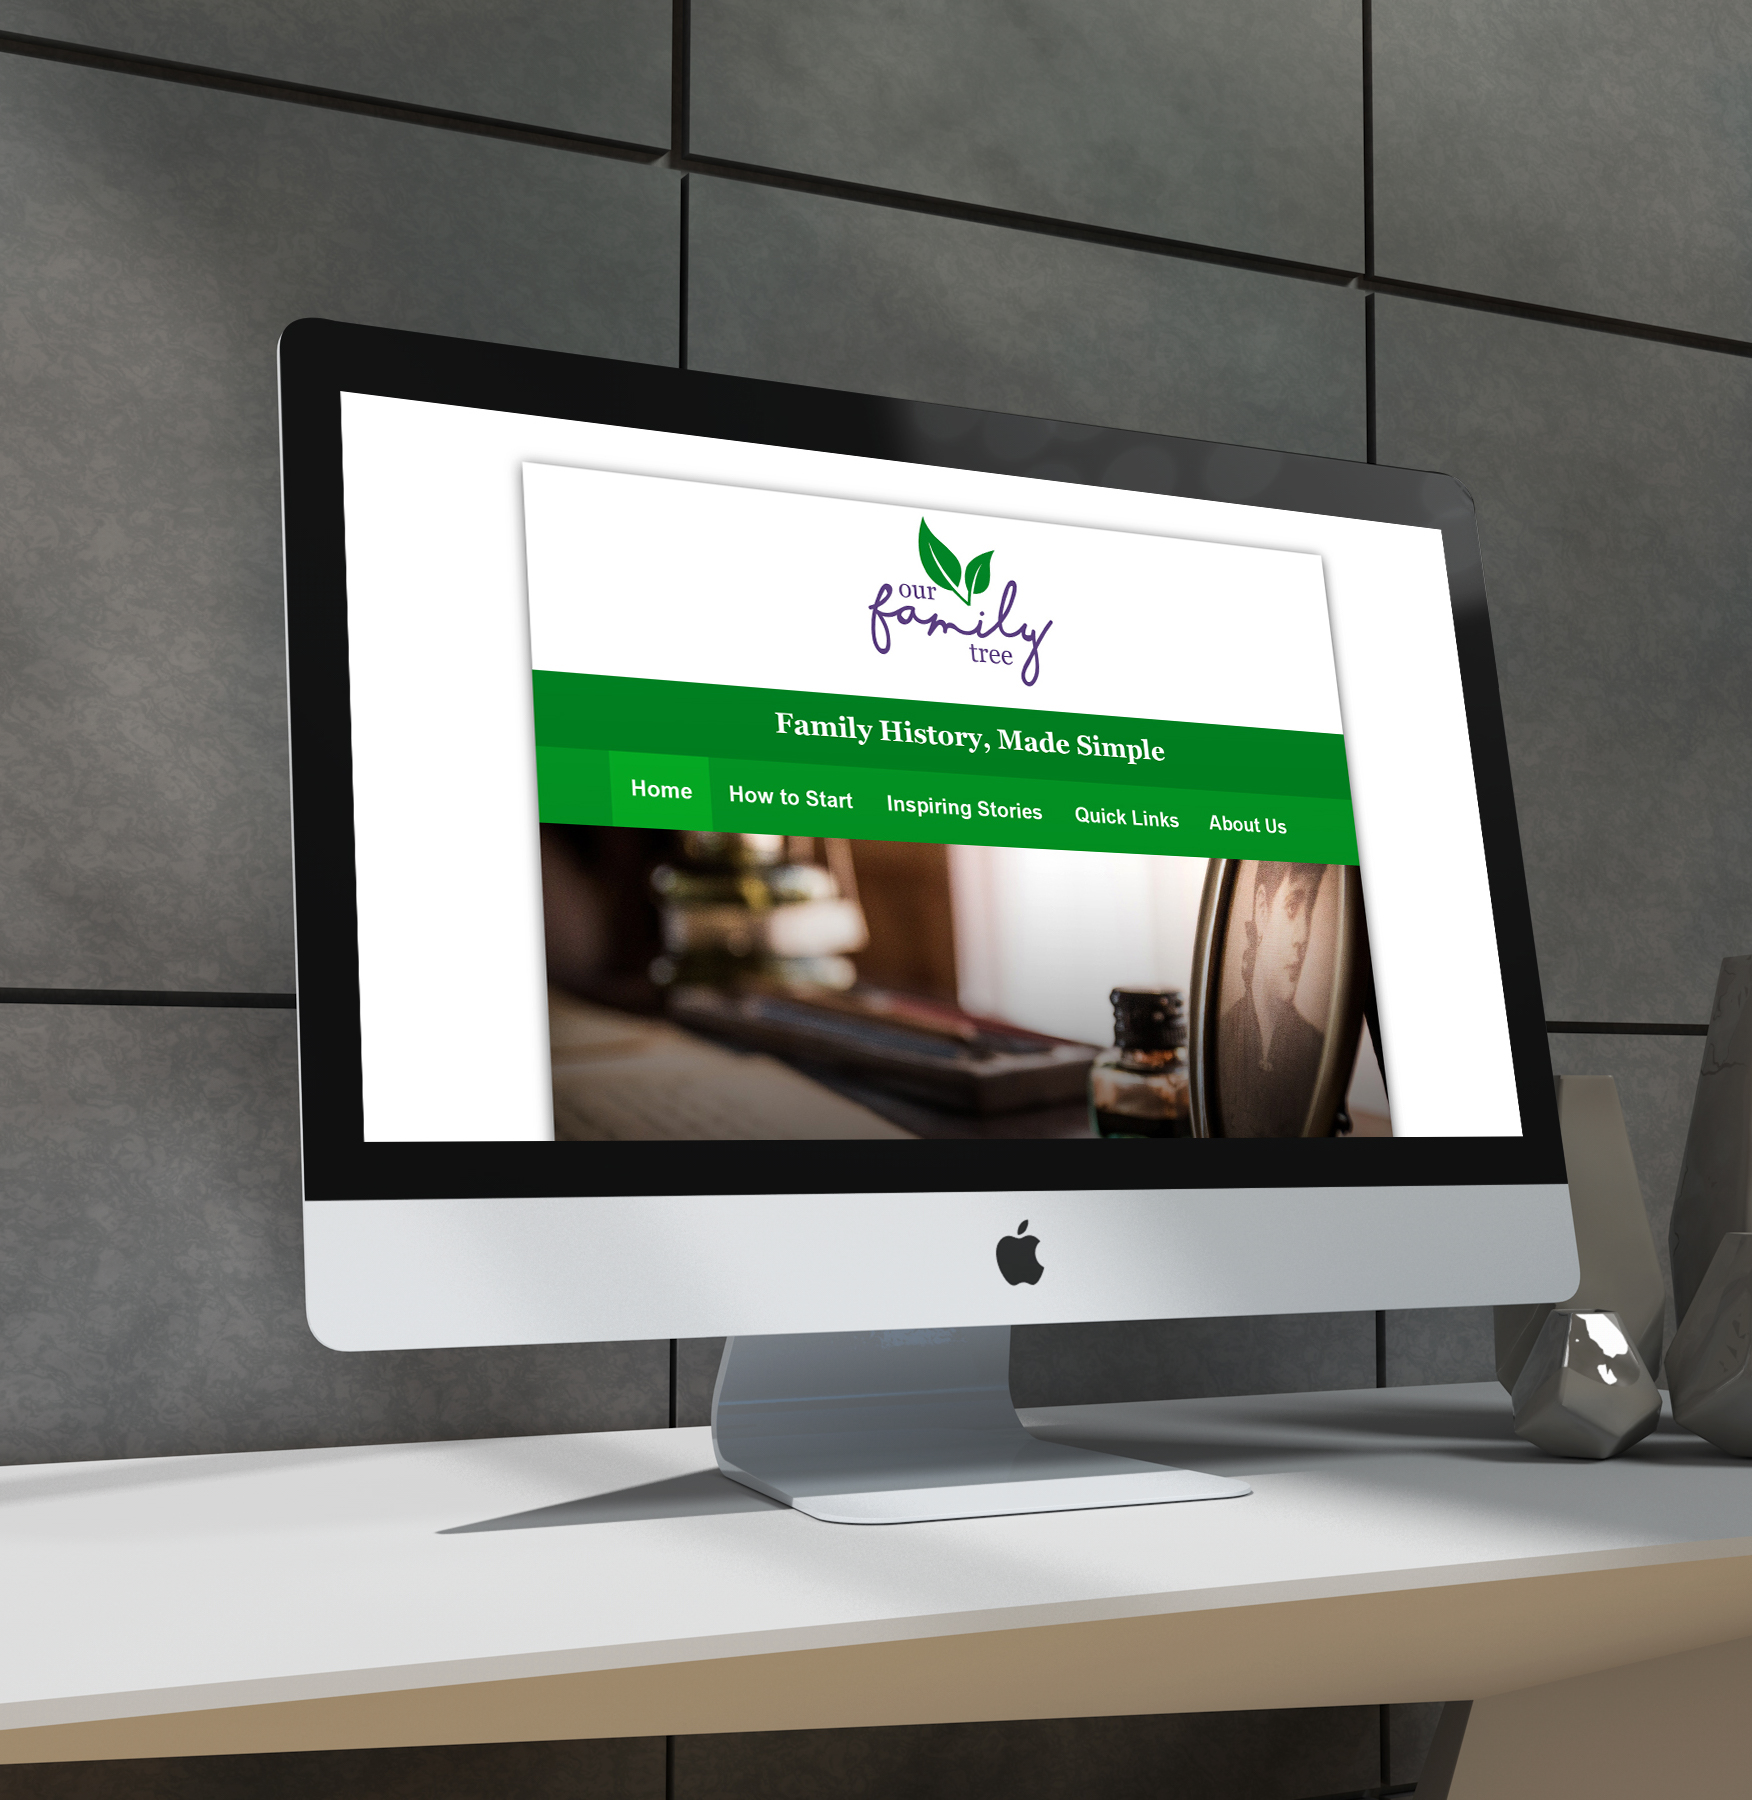 our
family
tree
Family History, Made Simple
Home How to Start Inspiring Stories Quick Links About Us